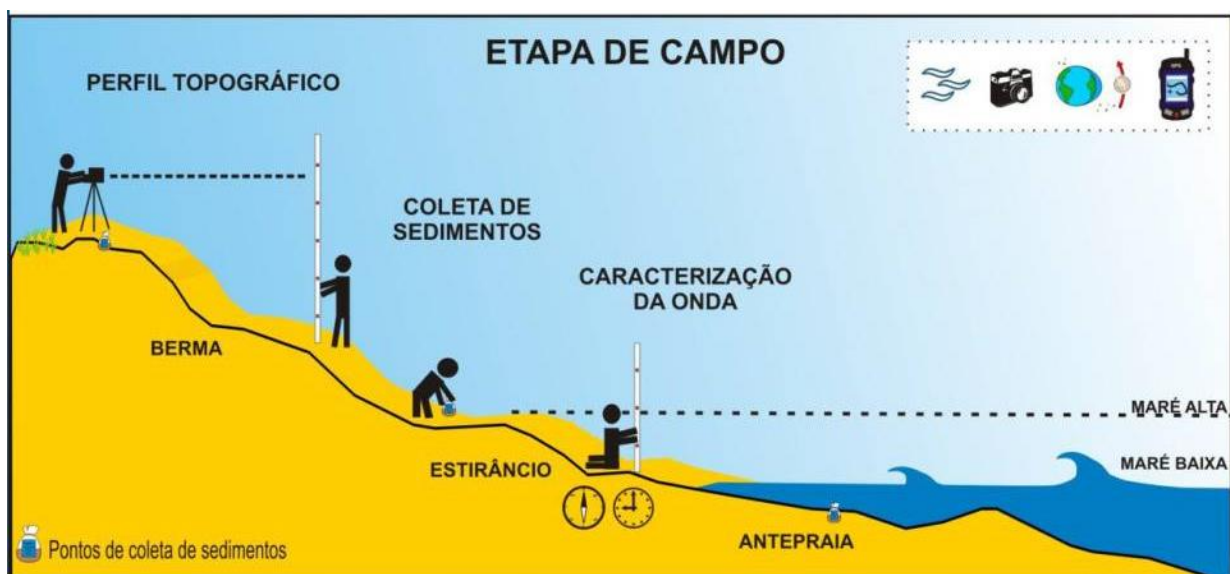 ETAPA DE CAMPO
PERFIL TOPOGRÁFICO
COLETA DE
SEDIMENTOS
CARACTERIZAÇÃO
DA ONDA
BERMA
MARÉ ALTA
MARÉ BAIXA
ESTIRÂNCIO
ANTEPRAIA
Pontos de coleta de sedimentos